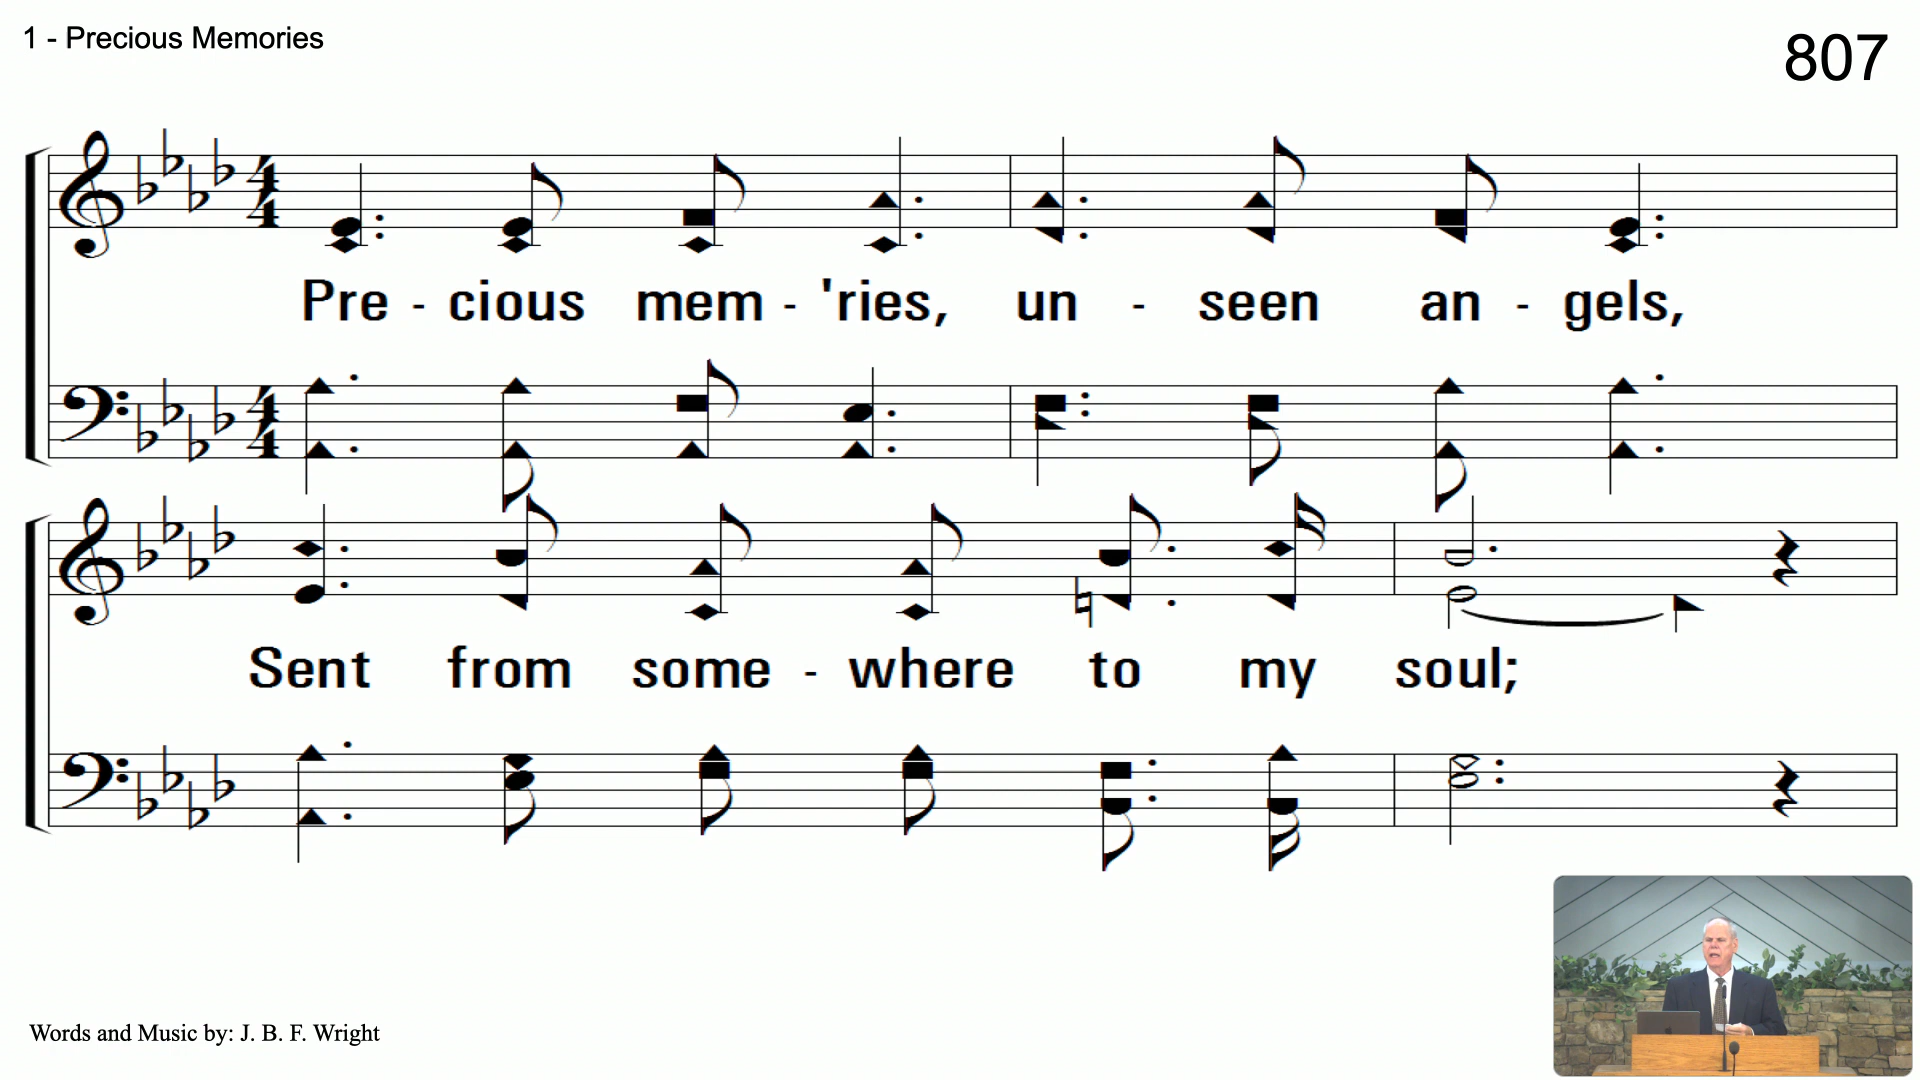 1 - Precious Memories
807
Pre - cious mem - 'ries, un - seen an - gels,
Sent from some - where to my soul;
Words and Music by: J. B. F. Wright